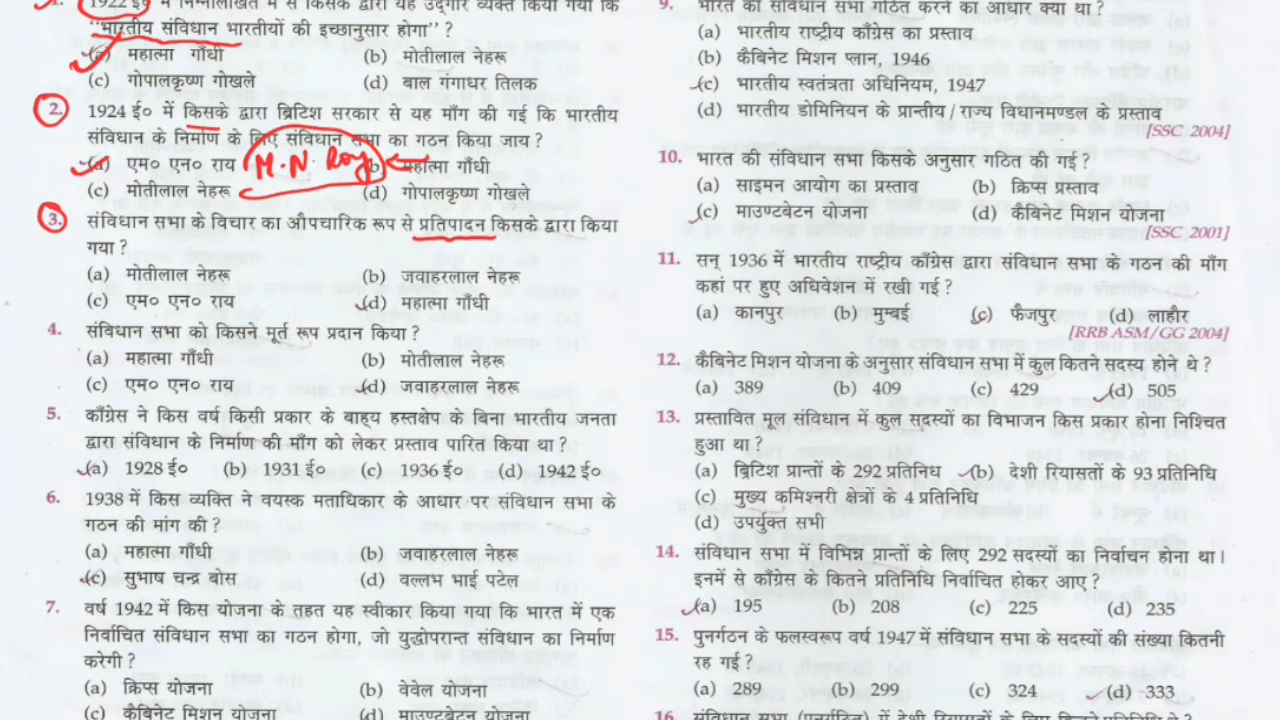 1. 1922 ई० में निम्नलिखित में से किसके द्वारा यह उद्‌गार व्यक्त किया गया कि
''भारतीय संविधान भारतीयों की इच्छानुसार होगा'' ?
(a) महात्मा गाँधी (b) मोतीलाल नेहरू
(c) गोपालकृष्ण गोखले (d) बाल गंगाधर तिलक
2. 1924 ई० में किसके द्वारा ब्रिटिश सरकार से यह माँग की गई कि भारतीय
संविधान के निर्माण के लिए संविधान सभा का गठन किया जाय ?
(a) एम० एन० राय (b) महात्मा गाँधी
M.N Roy
(c) मोतीलाल नेहरू (d) गोपालकृष्ण गोखले
3. संविधान सभा के विचार का औपचारिक रूप से प्रतिपादन किसके द्वारा किया
गया ?
(a) मोतीलाल नेहरू (b) जवाहरलाल नेहरू
(c) एम० एन० राय (d) महात्मा गाँधी
4. संविधान सभा को किसने मूर्त रूप प्रदान किया ?
(a) महात्मा गाँधी (b) मोतीलाल नेहरू
(c) एम० एन० राय (d) जवाहरलाल नेहरू
5. काँग्रेस ने किस वर्ष किसी प्रकार के बाह्य हस्तक्षेप के बिना भारतीय जनता
द्वारा संविधान के निर्माण की माँग को लेकर प्रस्ताव पारित किया था ?
(a) 1928 ई० (b) 1931 ई० (c) 1936 ई० (d) 1942 ई०
6. 1938 में किस व्यक्ति ने वयस्क मताधिकार के आधार पर संविधान सभा के
गठन की मांग की ?
(a) महात्मा गाँधी (b) जवाहरलाल नेहरू
(c) सुभाष चन्द्र बोस (d) वल्लभ भाई पटेल
7. वर्ष 1942 में किस योजना के तहत यह स्वीकार किया गया कि भारत में एक
निर्वाचित संविधान सभा का गठन होगा, जो युद्धोपरान्त संविधान का निर्माण
करेगी ?
(a) क्रिप्स योजना (b) वेवेल योजना
(c) कैबिनेट मिशन योजना (d) माउण्टबेटन योजना
9. भारत की संविधान सभा गठित करने का आधार क्या था ?
(a) भारतीय राष्ट्रीय काँग्रेस का प्रस्ताव
(b) कैबिनेट मिशन प्लान, 1946
(c) भारतीय स्वतंत्रता अधिनियम, 1947
(d) भारतीय डोमिनियन के प्रान्तीय/राज्य विधानमण्डल के प्रस्ताव
[SSC 2004]
10. भारत की संविधान सभा किसके अनुसार गठित की गई ?
(a) साइमन आयोग का प्रस्ताव (b) क्रिप्स प्रस्ताव
(c) माउण्टबेटन योजना (d) कैबिनेट मिशन योजना
[SSC 2001]
11. सन् 1936 में भारतीय राष्ट्रीय काँग्रेस द्वारा संविधान सभा के गठन की माँग
कहां पर हुए अधिवेशन में रखी गई ?
(a) कानपुर (b) मुम्बई (c) फैजपुर (d) लाहौर
[RRB ASM/GG 2004]
12. कैबिनेट मिशन योजना के अनुसार संविधान सभा में कुल कितने सदस्य होने थे ?
(a) 389 (b) 409 (c) 429 (d) 505
13. प्रस्तावित मूल संविधान में कुल सदस्यों का विभाजन किस प्रकार होना निश्चित
हुआ था ?
(a) ब्रिटिश प्रान्तों के 292 प्रतिनिध (b) देशी रियासतों के 93 प्रतिनिधि
(c) मुख्य कमिश्नरी क्षेत्रों के 4 प्रतिनिधि
(d) उपर्युक्त सभी
14. संविधान सभा में विभिन्न प्रान्तों के लिए 292 सदस्यों का निर्वाचन होना था।
इनमें से काँग्रेस के कितने प्रतिनिधि निर्वाचित होकर आए ?
(a) 195 (b) 208 (c) 225 (d) 235
15. पुनर्गठन के फलस्वरूप वर्ष 1947 में संविधान सभा के सदस्यों की संख्या कितनी
रह गई ?
(a) 289 (b) 299 (c) 324 (d) 333
16. संविधान सभा (पुनर्गठित) में देशी रियासतों के लिए कितने प्रतिनिधि थे ?